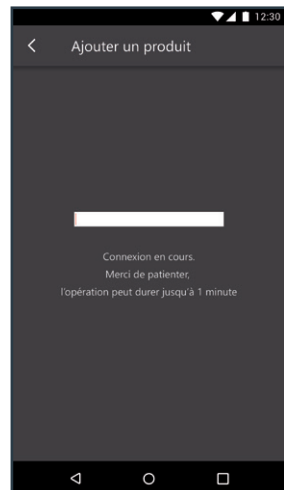 12:30
Ajouter un produit
Connexion en cours.
Merci de patienter,
l'opération peut durer jusqu'à 1 minute